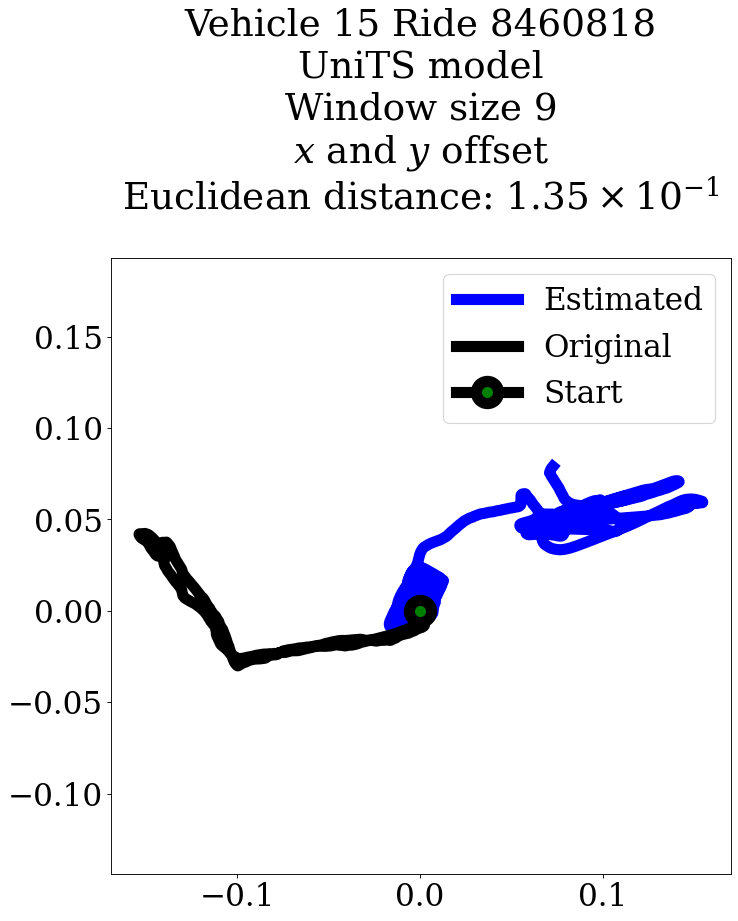 Vehicle 15 Ride 8460818
UniTS model
Window size 9
x and y offset
Euclidean distance: 1.35 × 10⁻¹
Estimated
Original
Start
0.15
0.10
0.05
0.00
−0.05
−0.10
−0.1 0.0 0.1